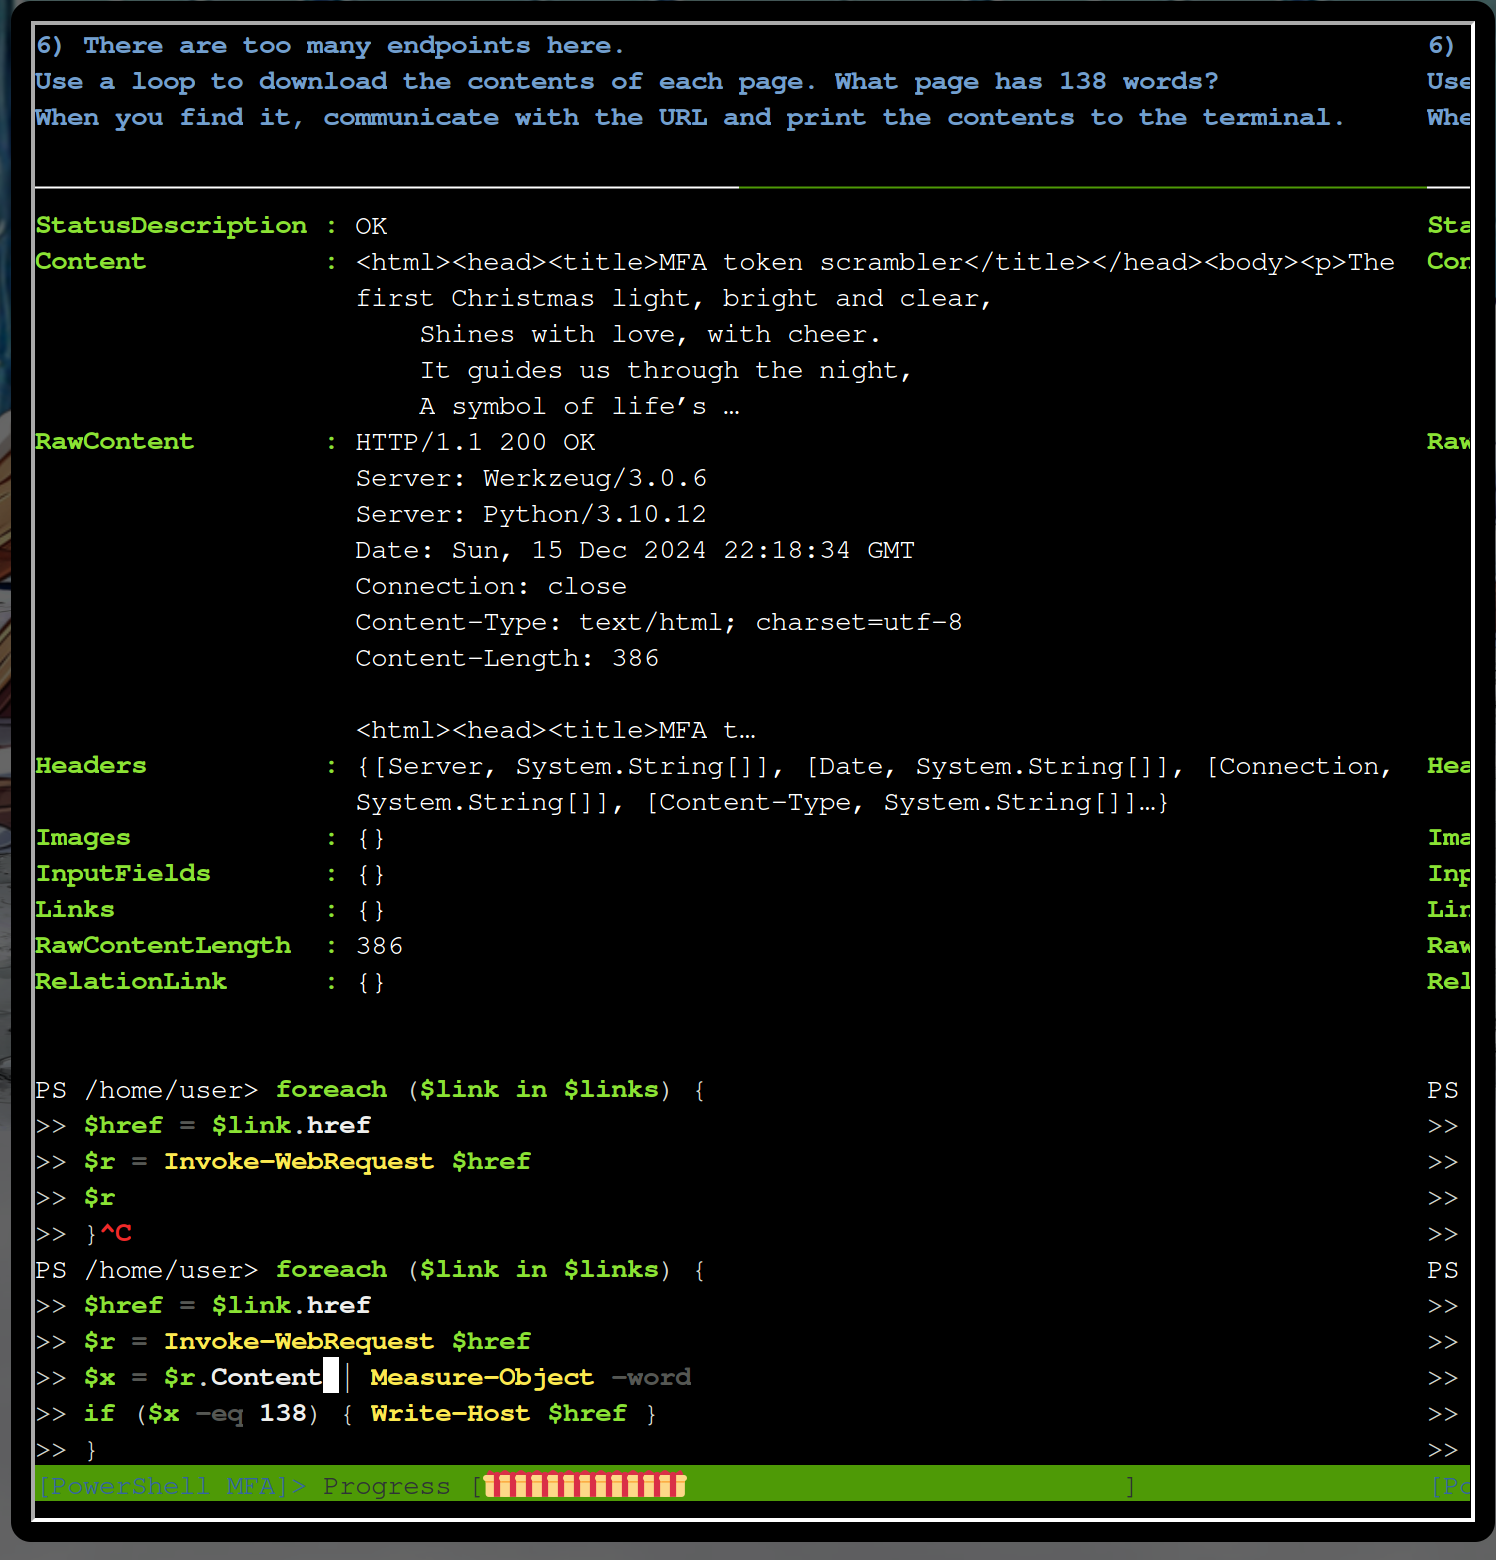 6) There are too many endpoints here.
Use a loop to download the contents of each page. What page has 138 words?
When you find it, communicate with the URL and print the contents to the terminal.
StatusDescription : OK
Content : <html><head><title>MFA token scrambler</title></head><body><p>The
first Christmas light, bright and clear,
Shines with love, with cheer.
It guides us through the night,
A symbol of life’s …
RawContent : HTTP/1.1 200 OK
Server: Werkzeug/3.0.6
Server: Python/3.10.12
Date: Sun, 15 Dec 2024 22:18:34 GMT
Connection: close
Content-Type: text/html; charset=utf-8
Content-Length: 386
<html><head><title>MFA t…
Headers : {[Server, System.String[]], [Date, System.String[]], [Connection,
System.String[]], [Content-Type, System.String[]]…}
Images : {}
InputFields : {}
Links : {}
RawContentLength : 386
RelationLink : {}
PS /home/user> foreach ($link in $links) {
>> $href = $link.href
>> $r = Invoke-WebRequest $href
>> $r
>> }^C
PS /home/user> foreach ($link in $links) {
>> $href = $link.href
>> $r = Invoke-WebRequest $href
>> $x = $r.Content | Measure-Object -word
>> if ($x -eq 138) { Write-Host $href }
>> }
[PowerShell MFA]> Progress [ ]
6)
Use
Whe
Sta
Con
Raw
Hea
Ima
Inp
Lin
Raw
Rel
PS
>>
>>
>>
>>
PS
>>
>>
>>
>>
>>
[Po